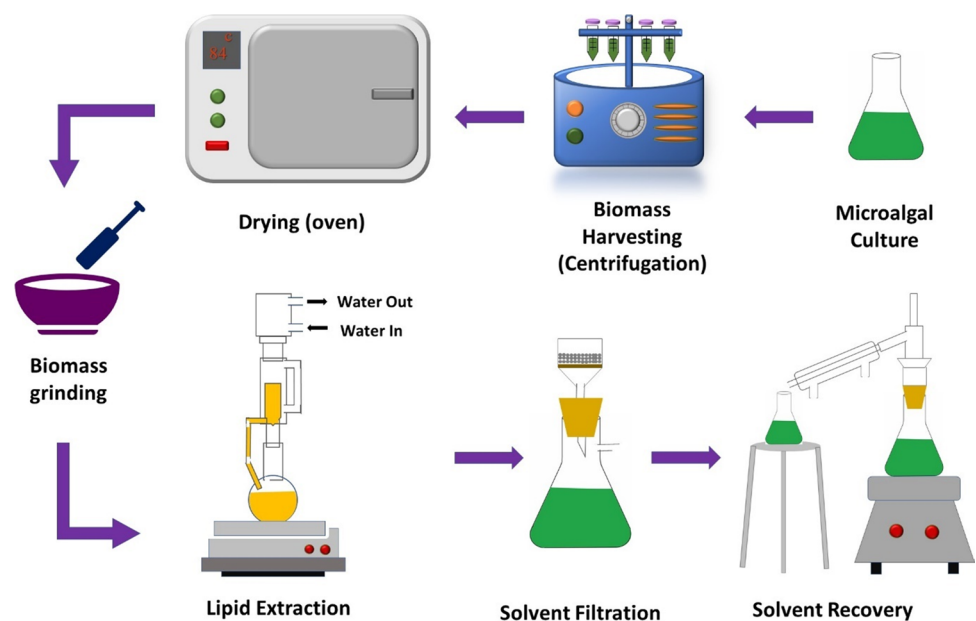 C
84
Drying (oven)
Biomass
Harvesting
(Centrifugation)
Microalgal
Culture
Biomass
grinding
Water Out
Water In
Lipid Extraction
Solvent Filtration
Solvent Recovery